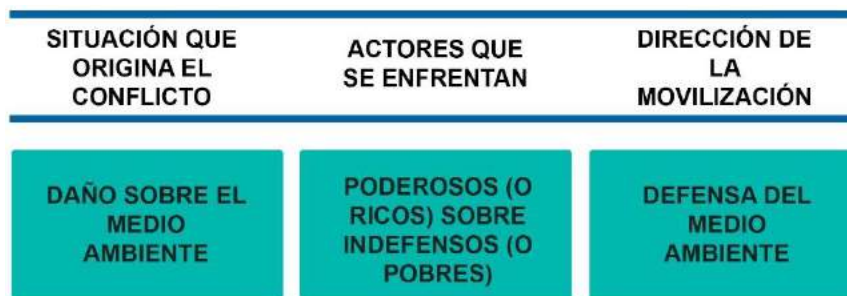 SITUACIÓN QUE
ORIGINA EL
CONFLICTO
ACTORES QUE
SE ENFRENTAN
DIRECCIÓN DE
LA
MOVILIZACIÓN
DAÑO SOBRE EL
MEDIO
AMBIENTE
PODEROSOS (O
RICOS) SOBRE
INDEFENSOS (O
POBRES)
DEFENSA DEL
MEDIO
AMBIENTE